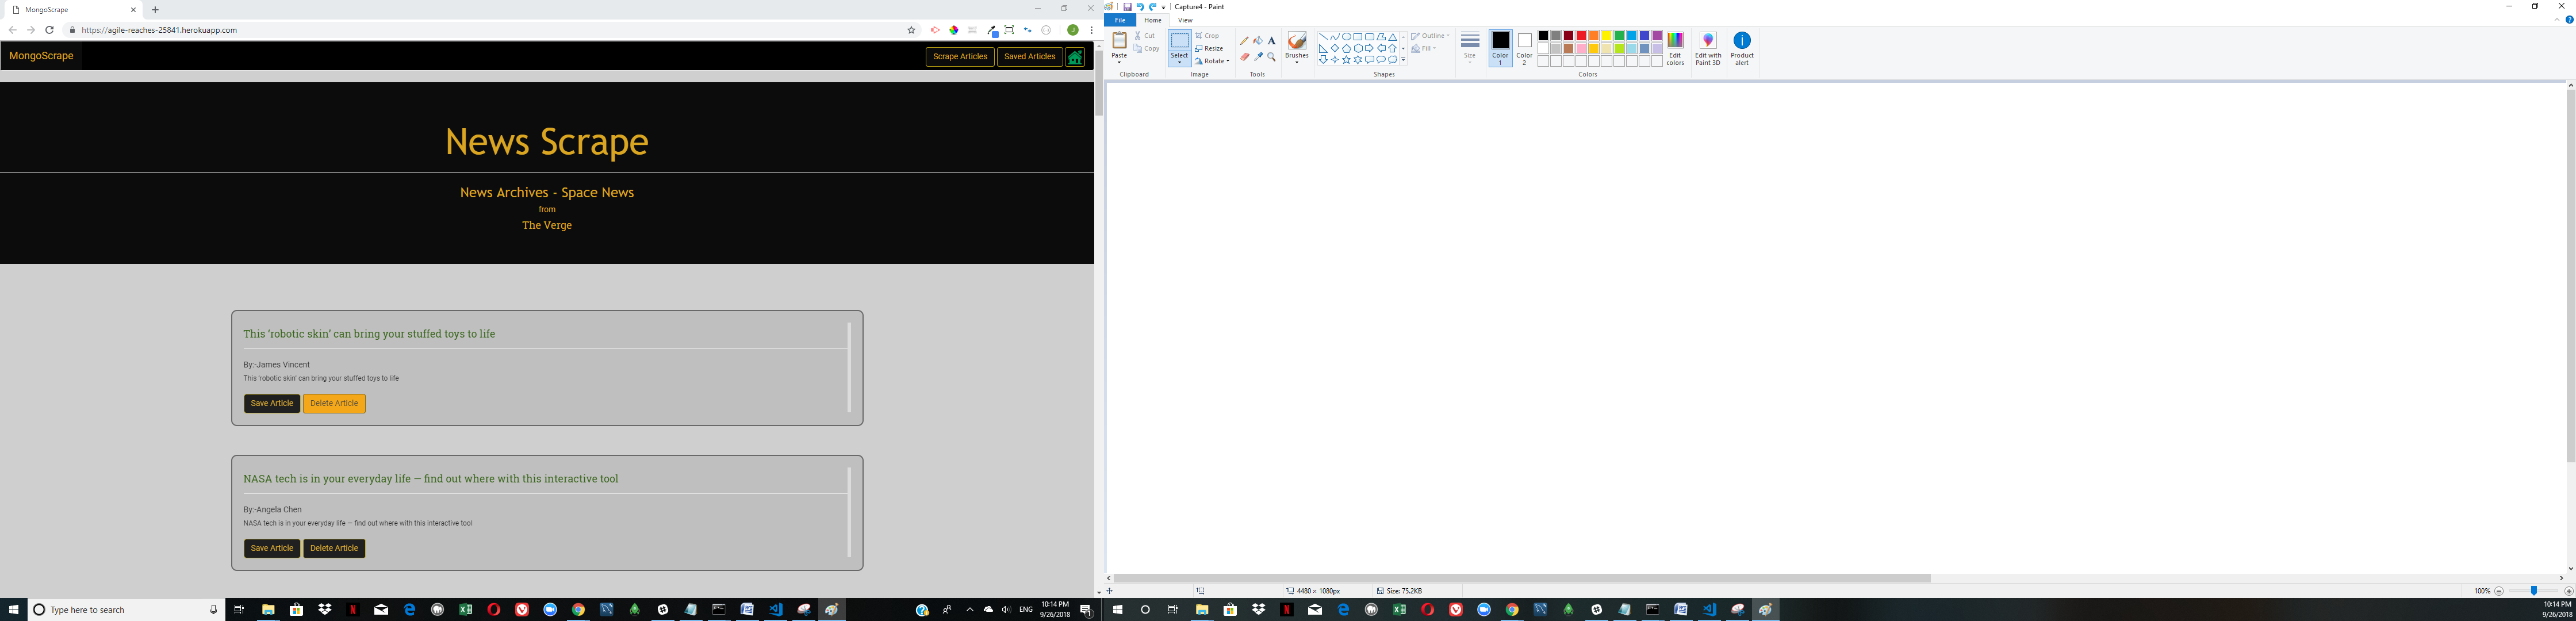 MongoScrape
https://agile-reaches-25841.herokuapp.com
MongoScrape
Scrape Articles
Saved Articles
News Scrape
News Archives - Space News
from
The Verge
This ‘robotic skin’ can bring your stuffed toys to life
By:-James Vincent
This ‘robotic skin’ can bring your stuffed toys to life
Save Article
Delete Article
NASA tech is in your everyday life — find out where with this interactive tool
By:-Angela Chen
NASA tech is in your everyday life — find out where with this interactive tool
Save Article
Delete Article
Type here to search
ENG
10:14 PM
9/26/2018
Capture4 - Paint
File
Home
View
Paste
Cut
Copy
Clipboard
Select
Crop
Resize
Rotate
Image
Tools
Brushes
Shapes
Outline
Fill
Size
Color
1
Color
2
Edit
colors
Colors
Edit with
Paint 3D
Product
alert
4480 × 1080px
Size: 75.2KB
100%
10:14 PM
9/26/2018